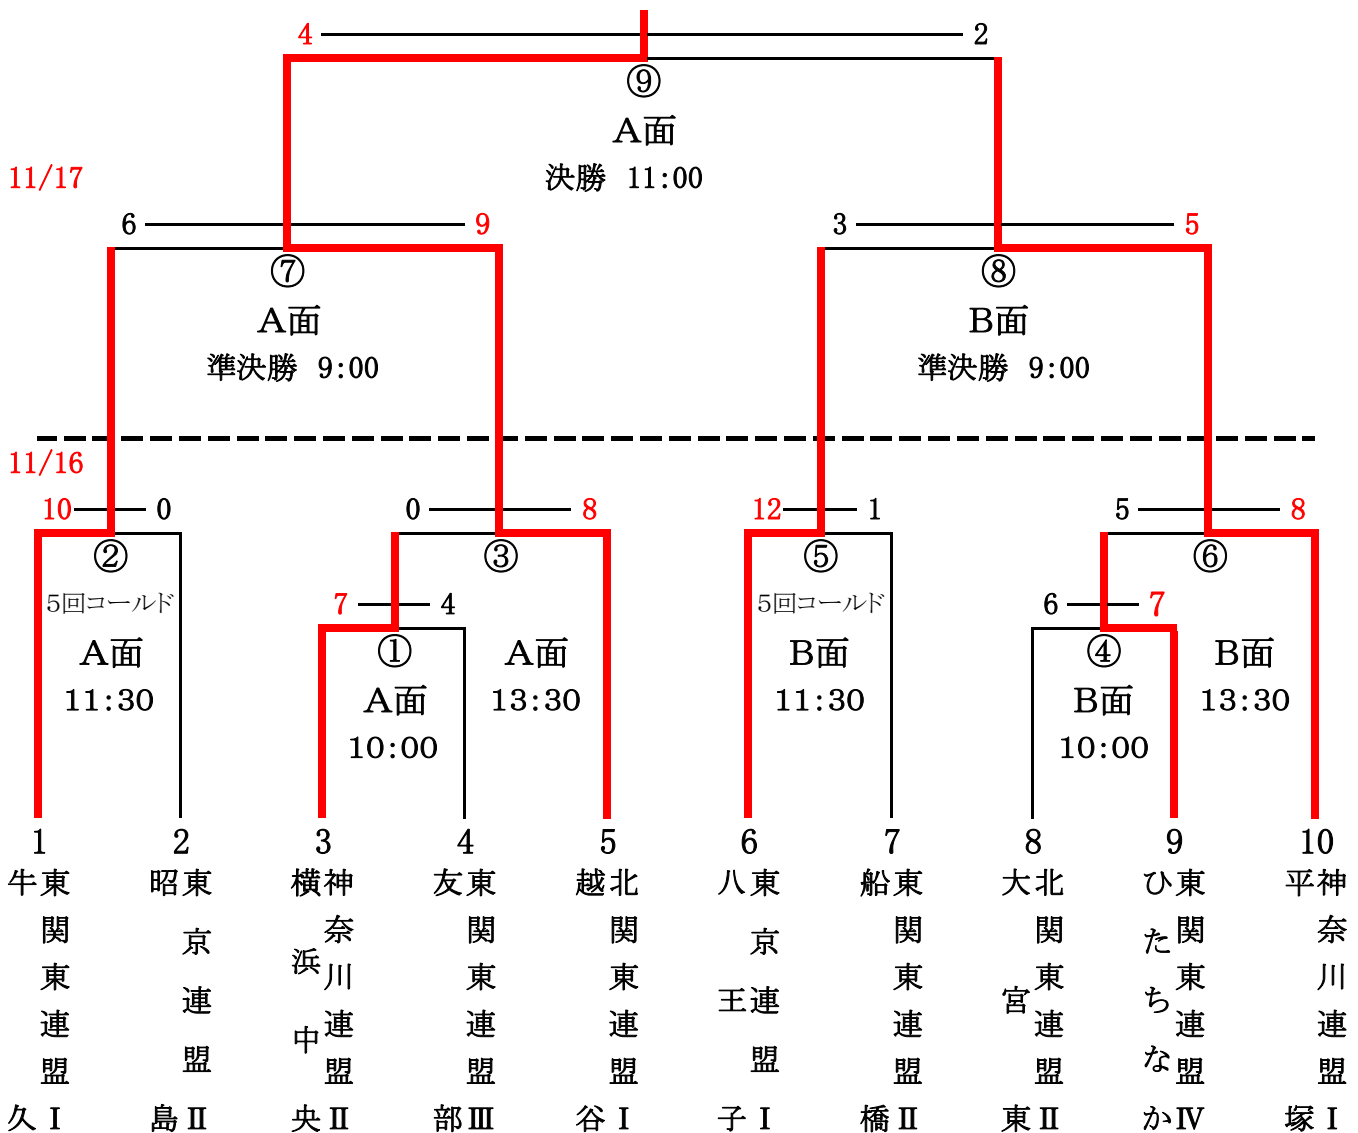 4 2
⑨
A面
決勝 11:00
11/17
6 9
3 5
⑦
⑧
A面
B面
準決勝 9:00
準決勝 9:00
11/16
10 0
0 8
12 1
5 8
②
③
⑤
⑥
5回コールド
7 4
5回コールド
6 7
①
④
A面
A面
B面
B面
11:30
A面
13:30
11:30
B面
13:30
10:00
10:00
1
2
3
4
5
6
7
8
9
10
東関東連盟
牛久Ⅰ
東京連盟
昭島Ⅱ
神奈川連盟
横浜中央Ⅱ
東関東連盟
友部Ⅲ
北関東連盟
越谷Ⅰ
東京連盟
八王子Ⅰ
東関東連盟
船橋Ⅱ
北関東連盟
大宮東Ⅱ
東関東連盟
ひたちなかⅣ
神奈川連盟
平塚Ⅰ